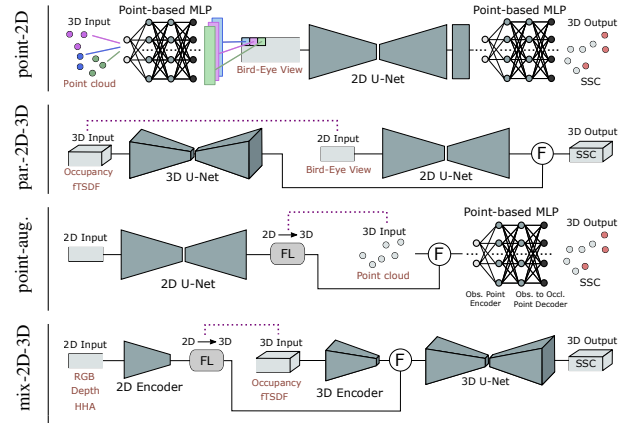 point-2D
3D Input
Point-based MLP
Point-based MLP
3D Output
Point cloud
Bird-Eye View
2D U-Net
SSC
par.-2D-3D
3D Input
2D Input
3D Output
F
SSC
Occupancy
fTSDF
3D U-Net
Bird-Eye View
2D U-Net
point-aug.
2D Input
2D → 3D
3D Input
Point-based MLP
3D Output
FL
F
2D U-Net
Point cloud
SSC
Obs. Point
Encoder
Obs. to Occl.
Point Decoder
mix-2D-3D
2D Input
2D → 3D
3D Input
3D Output
FL
F
SSC
RGB
Depth
HHA
2D Encoder
Occupancy
fTSDF
3D Encoder
3D U-Net